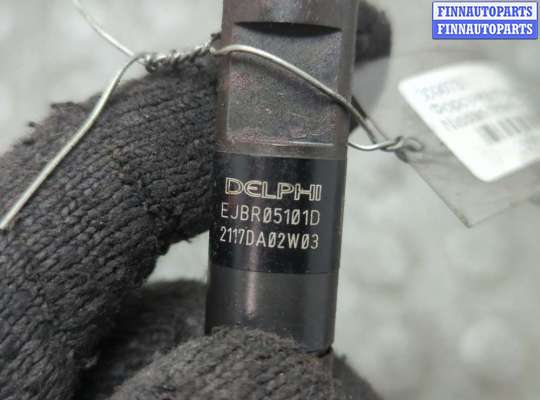 FINNAUTOPARTS
FINNAUTOPARTS
DELPHI
EJBR05101D
2117DA02W03